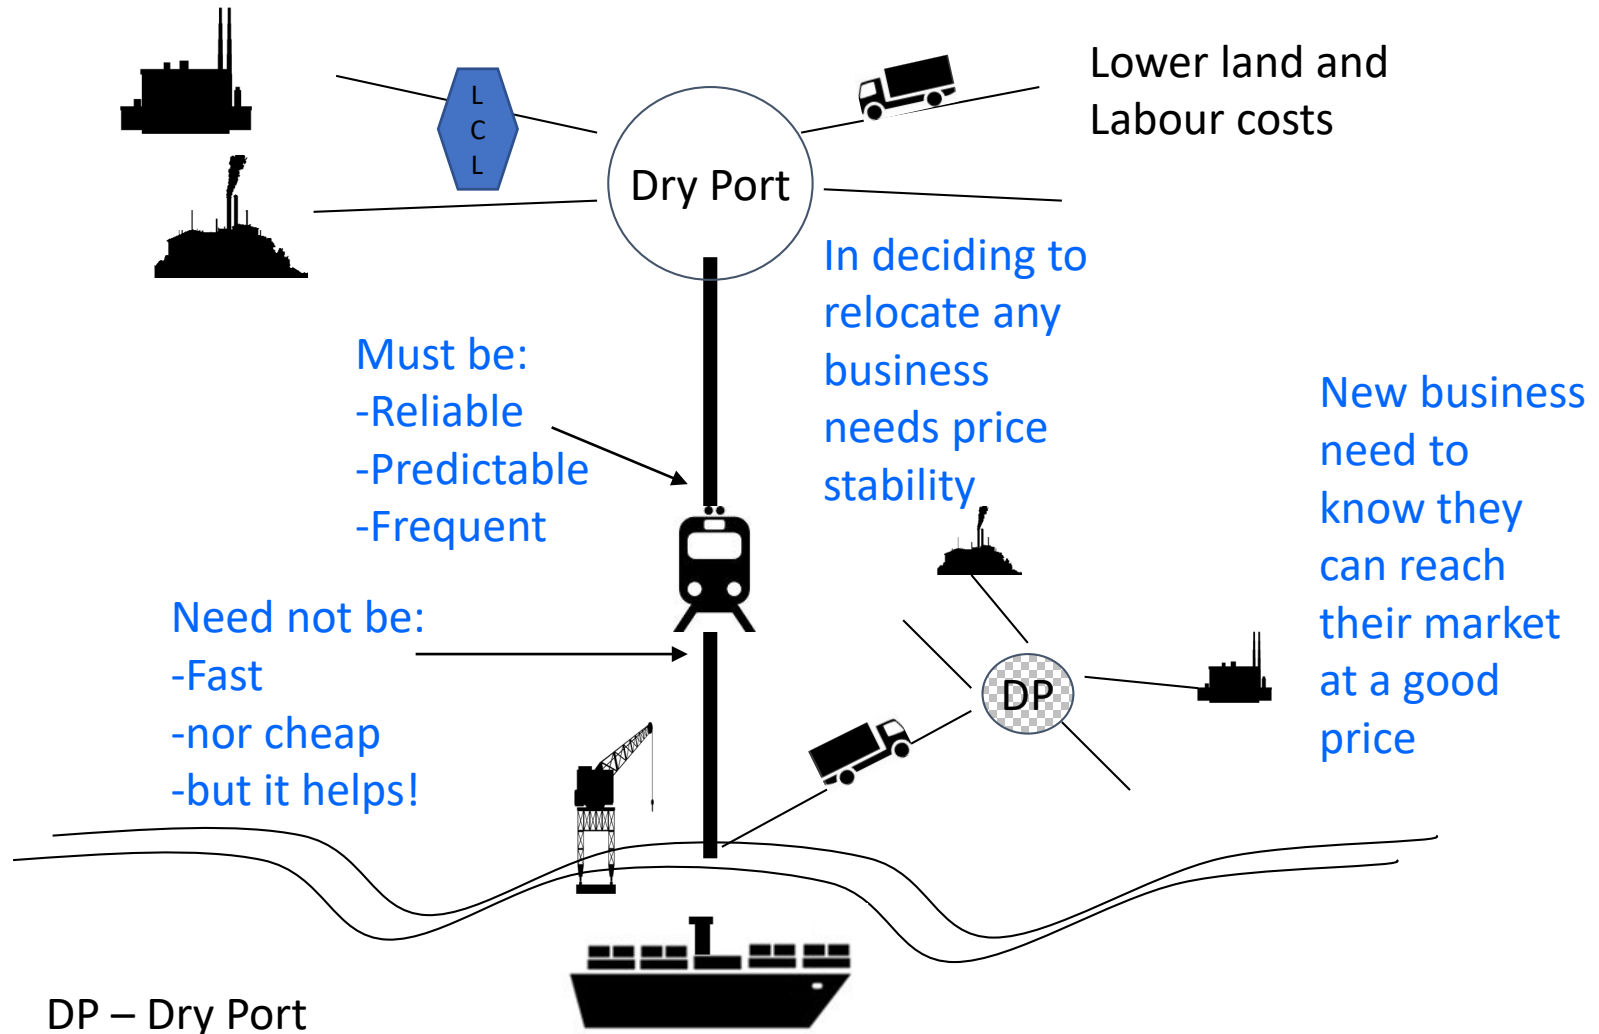 L
C
L
Dry Port
Lower land and
Labour costs
In deciding to
relocate any
business
needs price
stability
Must be:
-Reliable
-Predictable
-Frequent
New business
need to
know they
can reach
their market
at a good
price
Need not be:
-Fast
-nor cheap
-but it helps!
DP
DP – Dry Port